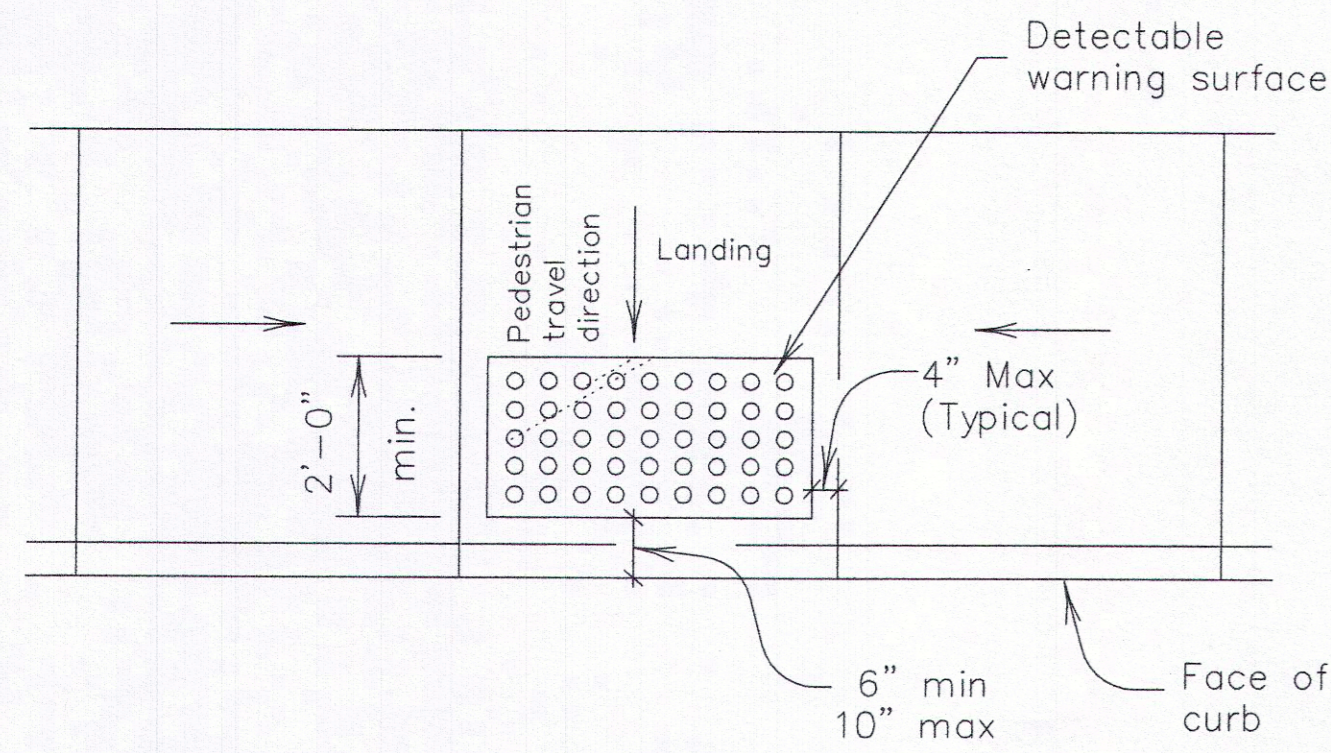 Detectable
warning surface
Pedestrian
travel
direction
Landing
2'-0"
min.
4" Max
(Typical)
6" min
10" max
Face of
curb